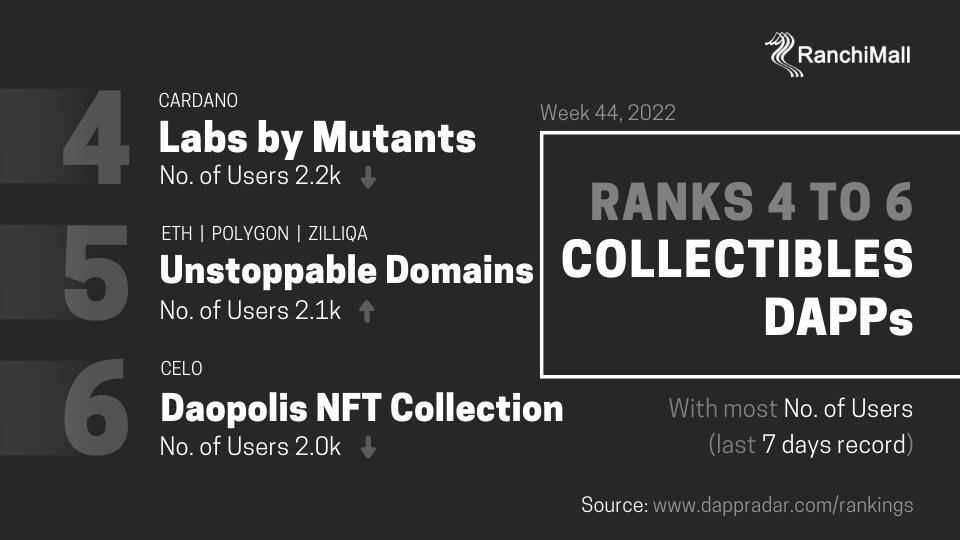 RanchiMall
4
CARDANO
Labs by Mutants
No. of Users 2.2k
5
ETH | POLYGON | ZILLIQA
Unstoppable Domains
No. of Users 2.1k
6
CELO
Daopolis NFT Collection
No. of Users 2.0k
Week 44, 2022
RANKS 4 TO 6
COLLECTIBLES
DAPPs
With most No. of Users
(last 7 days record)
Source: www.dappradar.com/rankings